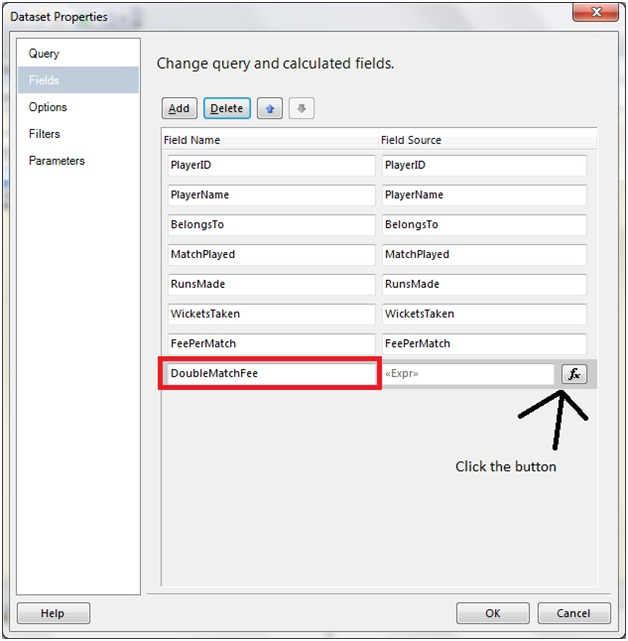 Dataset Properties
Query
Fields
Options
Filters
Parameters
Change query and calculated fields.
Add Delete
Field Name Field Source
PlayerID PlayerID
PlayerName PlayerName
BelongsTo BelongsTo
MatchPlayed MatchPlayed
RunsMade RunsMade
WicketsTaken WicketsTaken
FeePerMatch FeePerMatch
DoubleMatchFee «Expr» fx
Click the button
Help OK Cancel